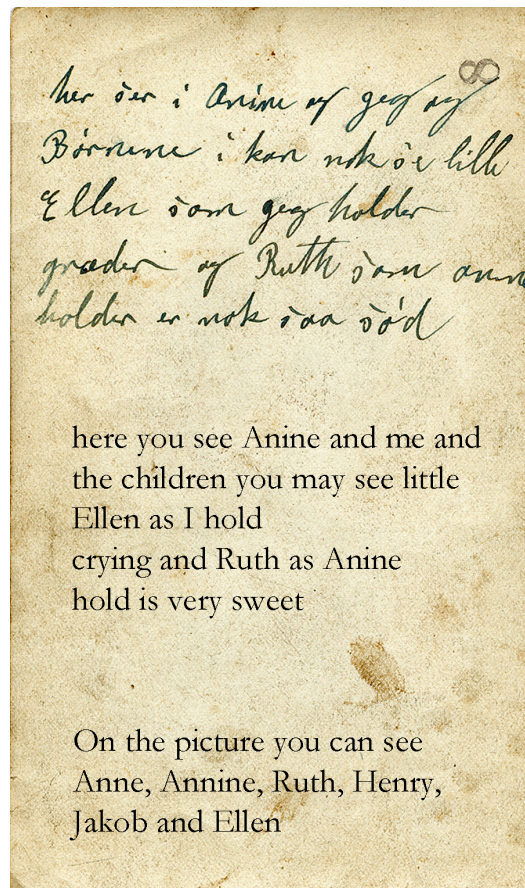 8
her ser i Anine og geg og
Börnene i kan nok se lille
Ellen som geg holder
græder og Ruth som anine
holder er nok saa söd
here you see Anine and me and
the children you may see little
Ellen as I hold
crying and Ruth as Anine
hold is very sweet
On the picture you can see
Anne, Annine, Ruth, Henry,
Jakob and Ellen